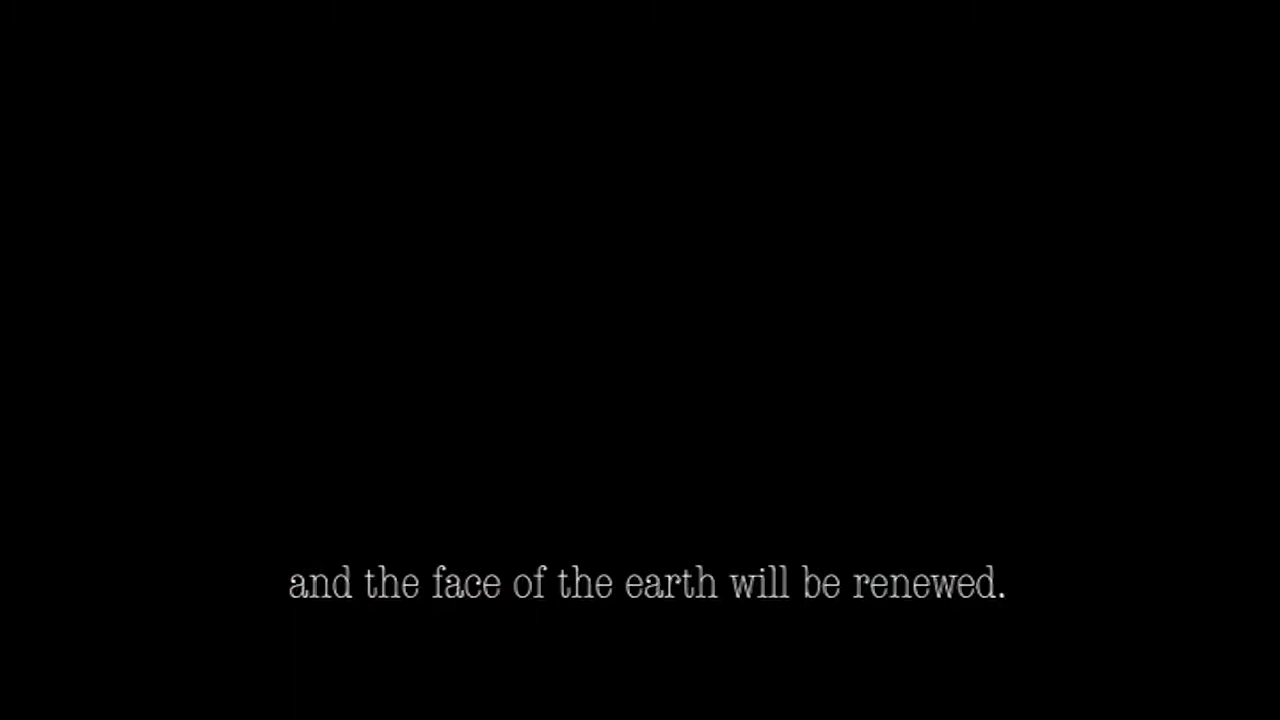 and the face of the earth will be renewed.